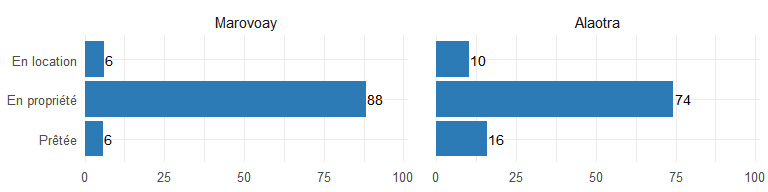 Marovoay
Alaotra
En location 6 10
En propriété 88 74
Prêtée 6 16
0 25 50 75 100 0 25 50 75 100